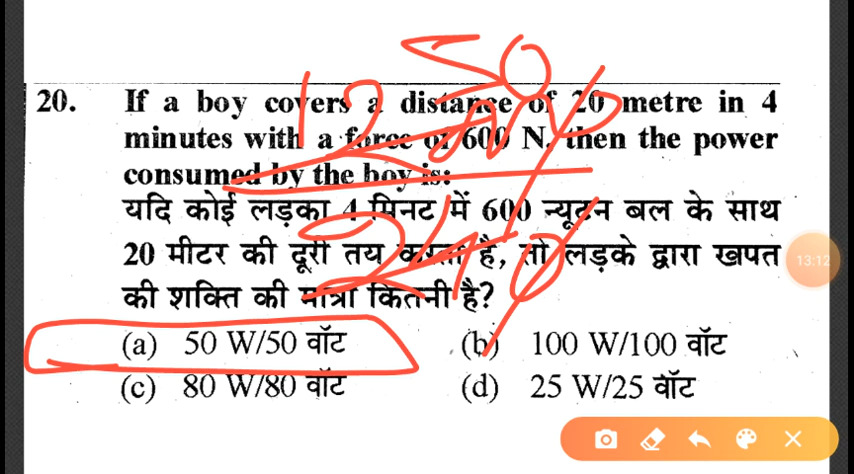 20. If a boy covers a distance of 20 metre in 4
minutes with a force of 600 N, then the power
consumed by the boy is:
यदि कोई लड़का 4 मिनट में 600 न्यूटन बल के साथ
20 मीटर की दूरी तय करता है, तो लड़के द्वारा खपत
की शक्ति की मात्रा कितनी है?
(a) 50 W/50 वॉट (b) 100 W/100 वॉट
(c) 80 W/80 वॉट (d) 25 W/25 वॉट
50
240
13:12